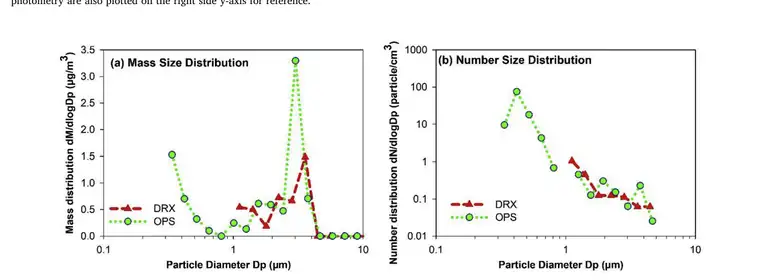 photometry are also plotted on the right side y-axis for reference.
(a) Mass Size Distribution
Mass distribution dM/dlogDp (μg/m³)
3.5
3.0
2.5
2.0
1.5
1.0
0.5
0.0
DRX
OPS
0.1
1
10
Particle Diameter Dp (μm)
(b) Number Size Distribution
Number distribution dN/dlogDp (particle/cm³)
1000
100
10
1
0.1
0.01
DRX
OPS
0.1
1
10
Particle Diameter Dp (μm)